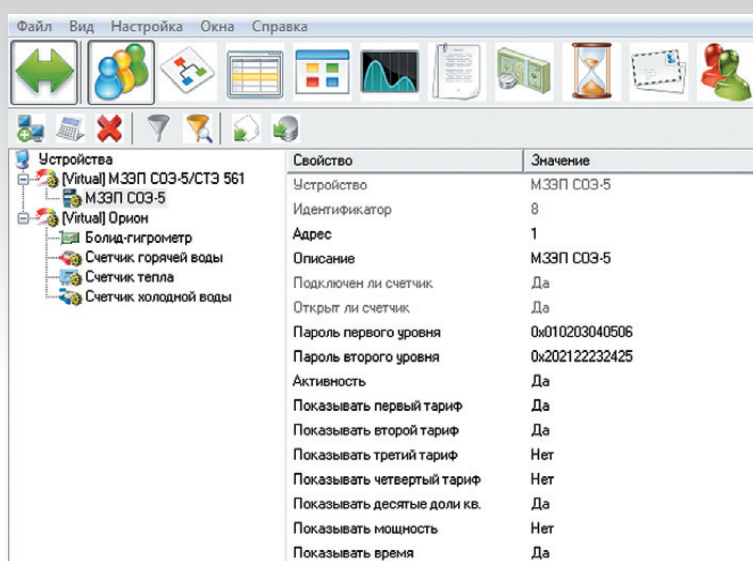 Файл Вид Настройка Окна Справка
Устройства
[Virtual] МЗЭП СОЭ-5/СТЭ 561
МЗЭП СОЭ-5
[Virtual] Орион
Болид-гигрометр
Счетчик горячей воды
Счетчик тепла
Счетчик холодной воды
Свойство Значение
Устройство МЗЭП СОЭ-5
Идентификатор 8
Адрес 1
Описание МЗЭП СОЭ-5
Подключен ли счетчик Да
Открыт ли счетчик Да
Пароль первого уровня 0x010203040506
Пароль второго уровня 0x202122232425
Активность Да
Показывать первый тариф Да
Показывать второй тариф Да
Показывать третий тариф Нет
Показывать четвертый тариф Нет
Показывать десятые доли кв. Да
Показывать мощность Нет
Показывать время Да